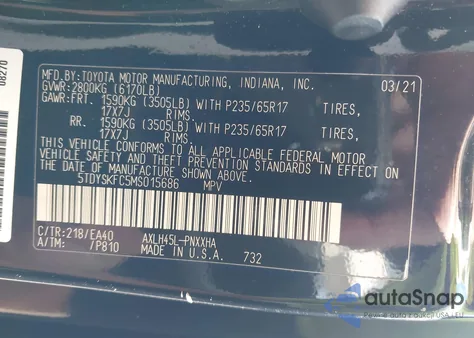 08270
MFD.BY:TOYOTA MOTOR MANUFACTURING, INDIANA, INC. 03/21
GVWR:2800KG (6170LB)
GAWR:FRT. 1590KG (3505LB) WITH P235/65R17 TIRES,
17X7J RIMS.
RR. 1590KG (3505LB) WITH P235/65R17 TIRES,
17X7J RIMS.
THIS VEHICLE CONFORMS TO ALL APPLICABLE FEDERAL MOTOR
VEHICLE SAFETY AND THEFT PREVENTION STANDARDS IN EFFECT
ON THE DATE OF MANUFACTURE SHOWN ABOVE.
5TDYSKFC5MS015686 MPV
C/TR:218/EA40 AXLH45L-PNXXHA
A/TM: /P810 MADE IN U.S.A. 732
autoSnap